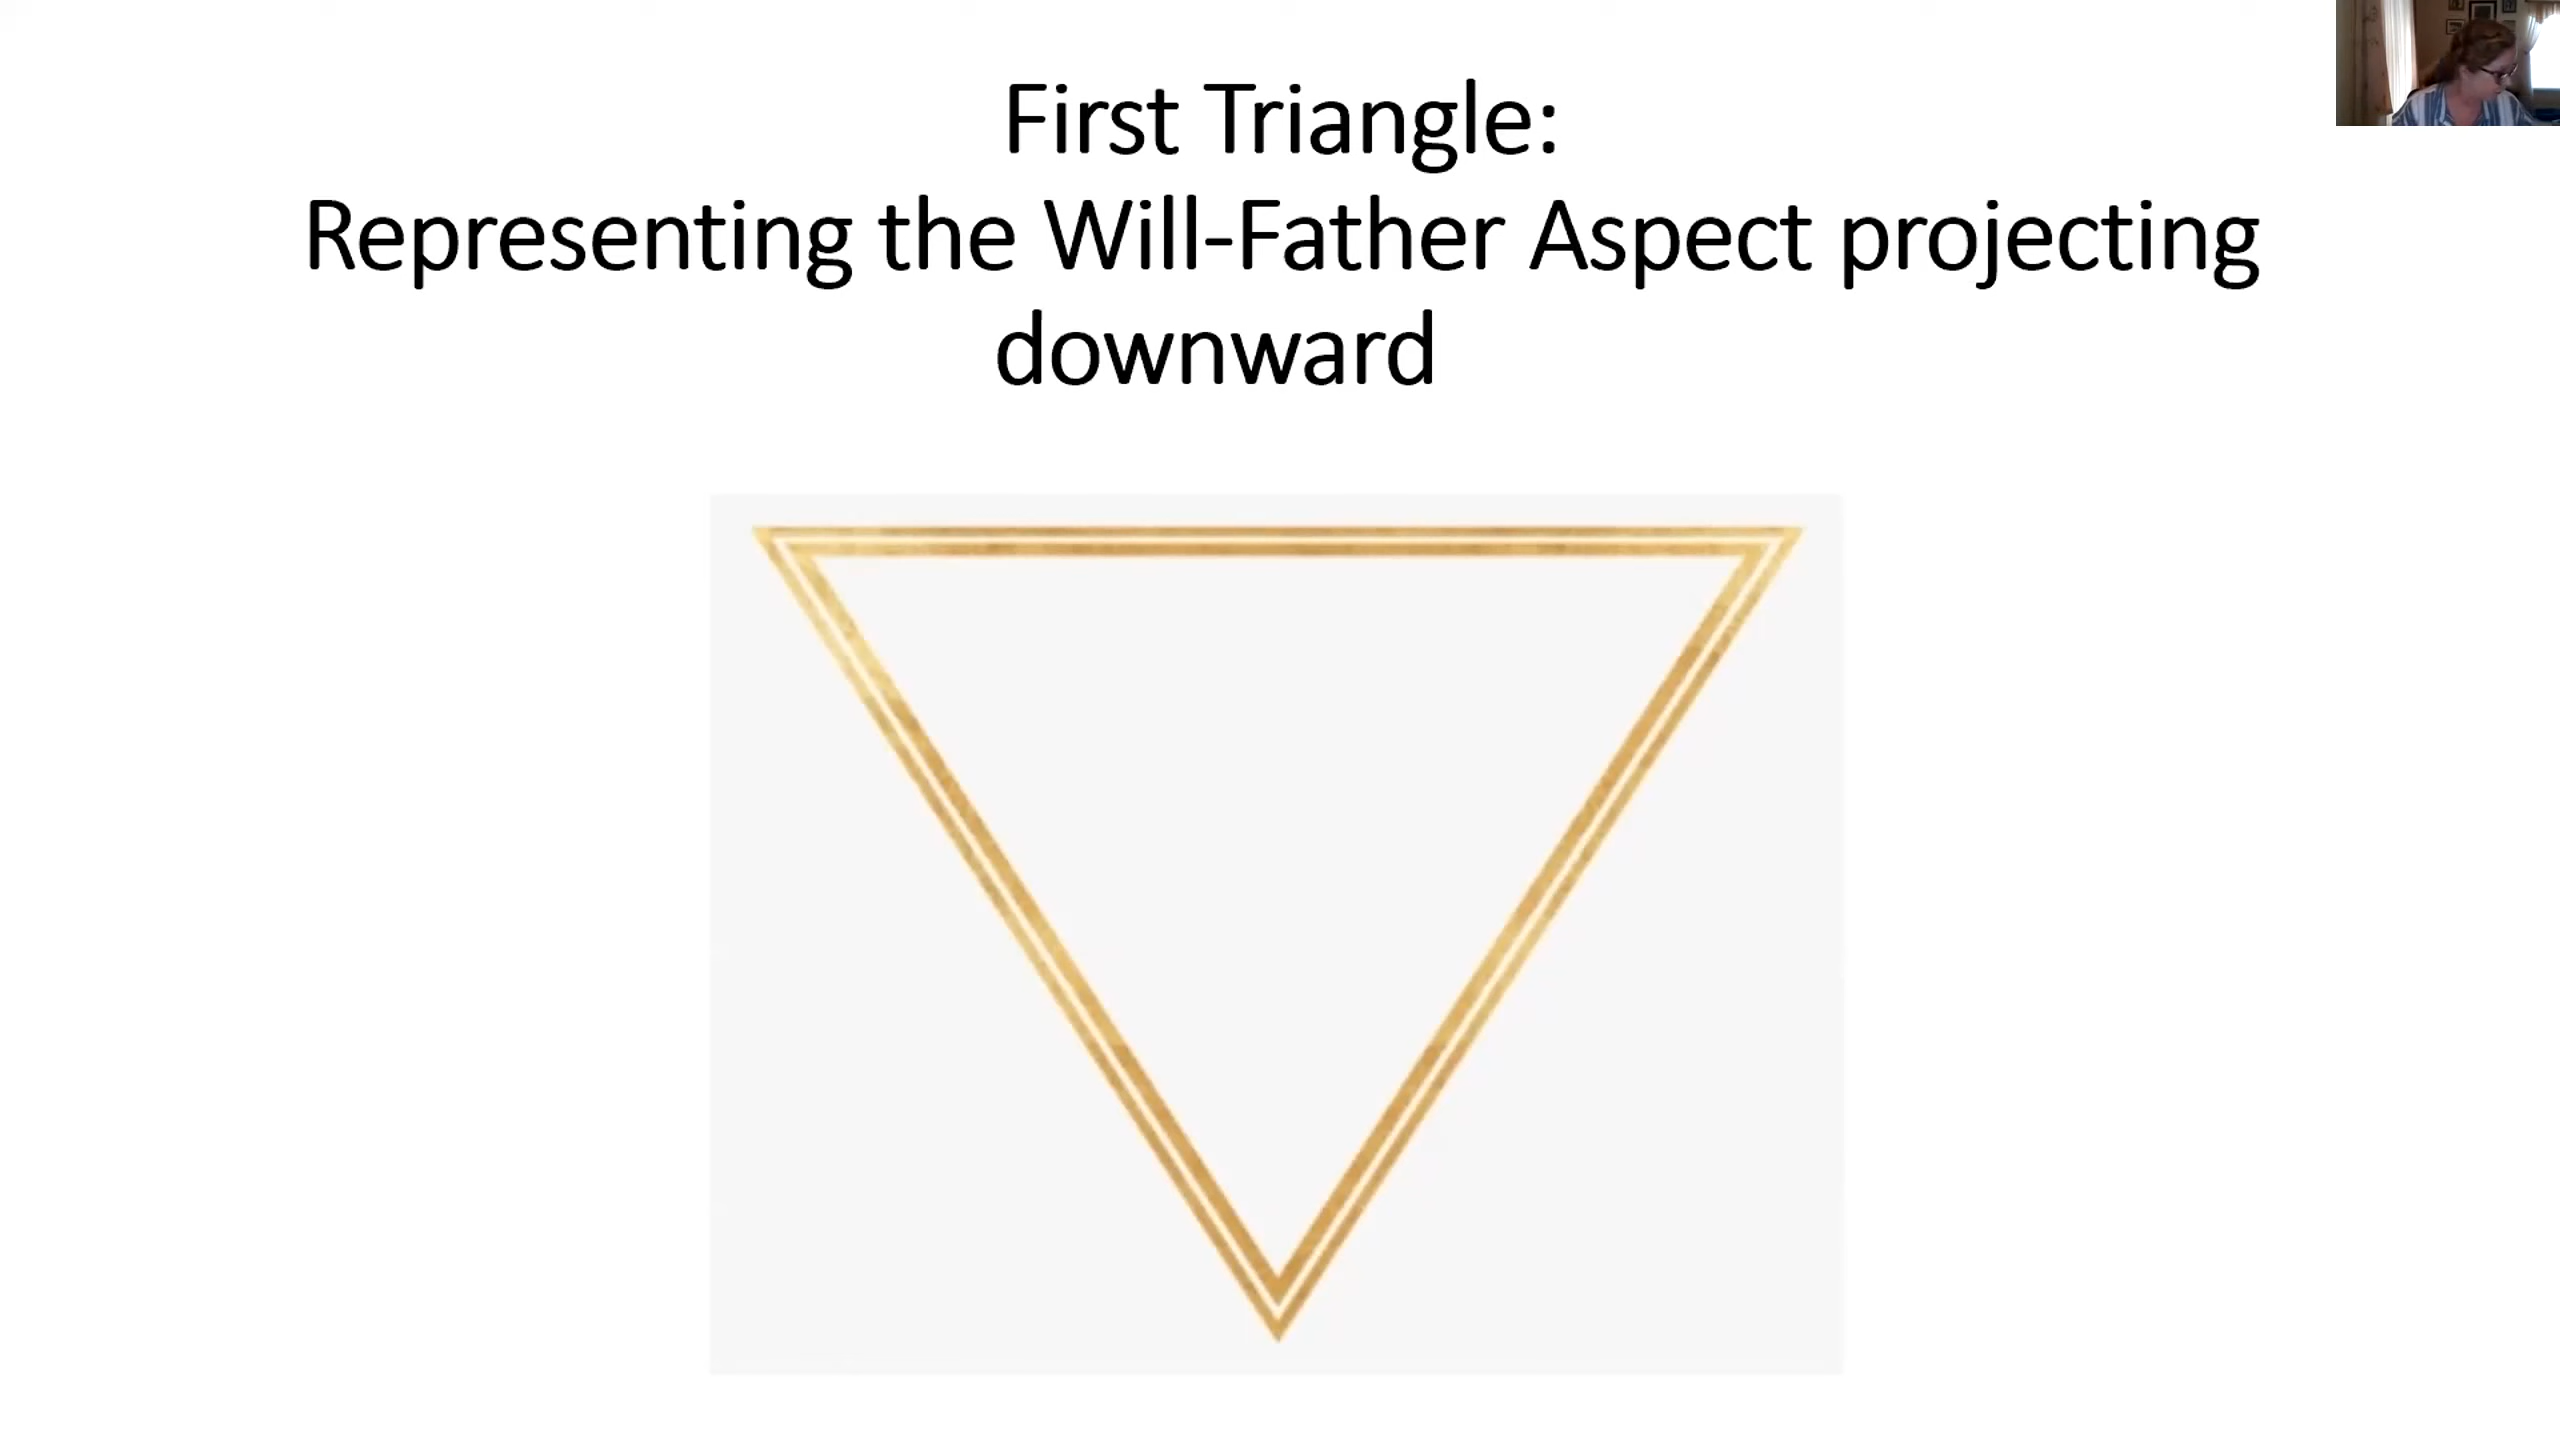 First Triangle:
Representing the Will-Father Aspect projecting
downward